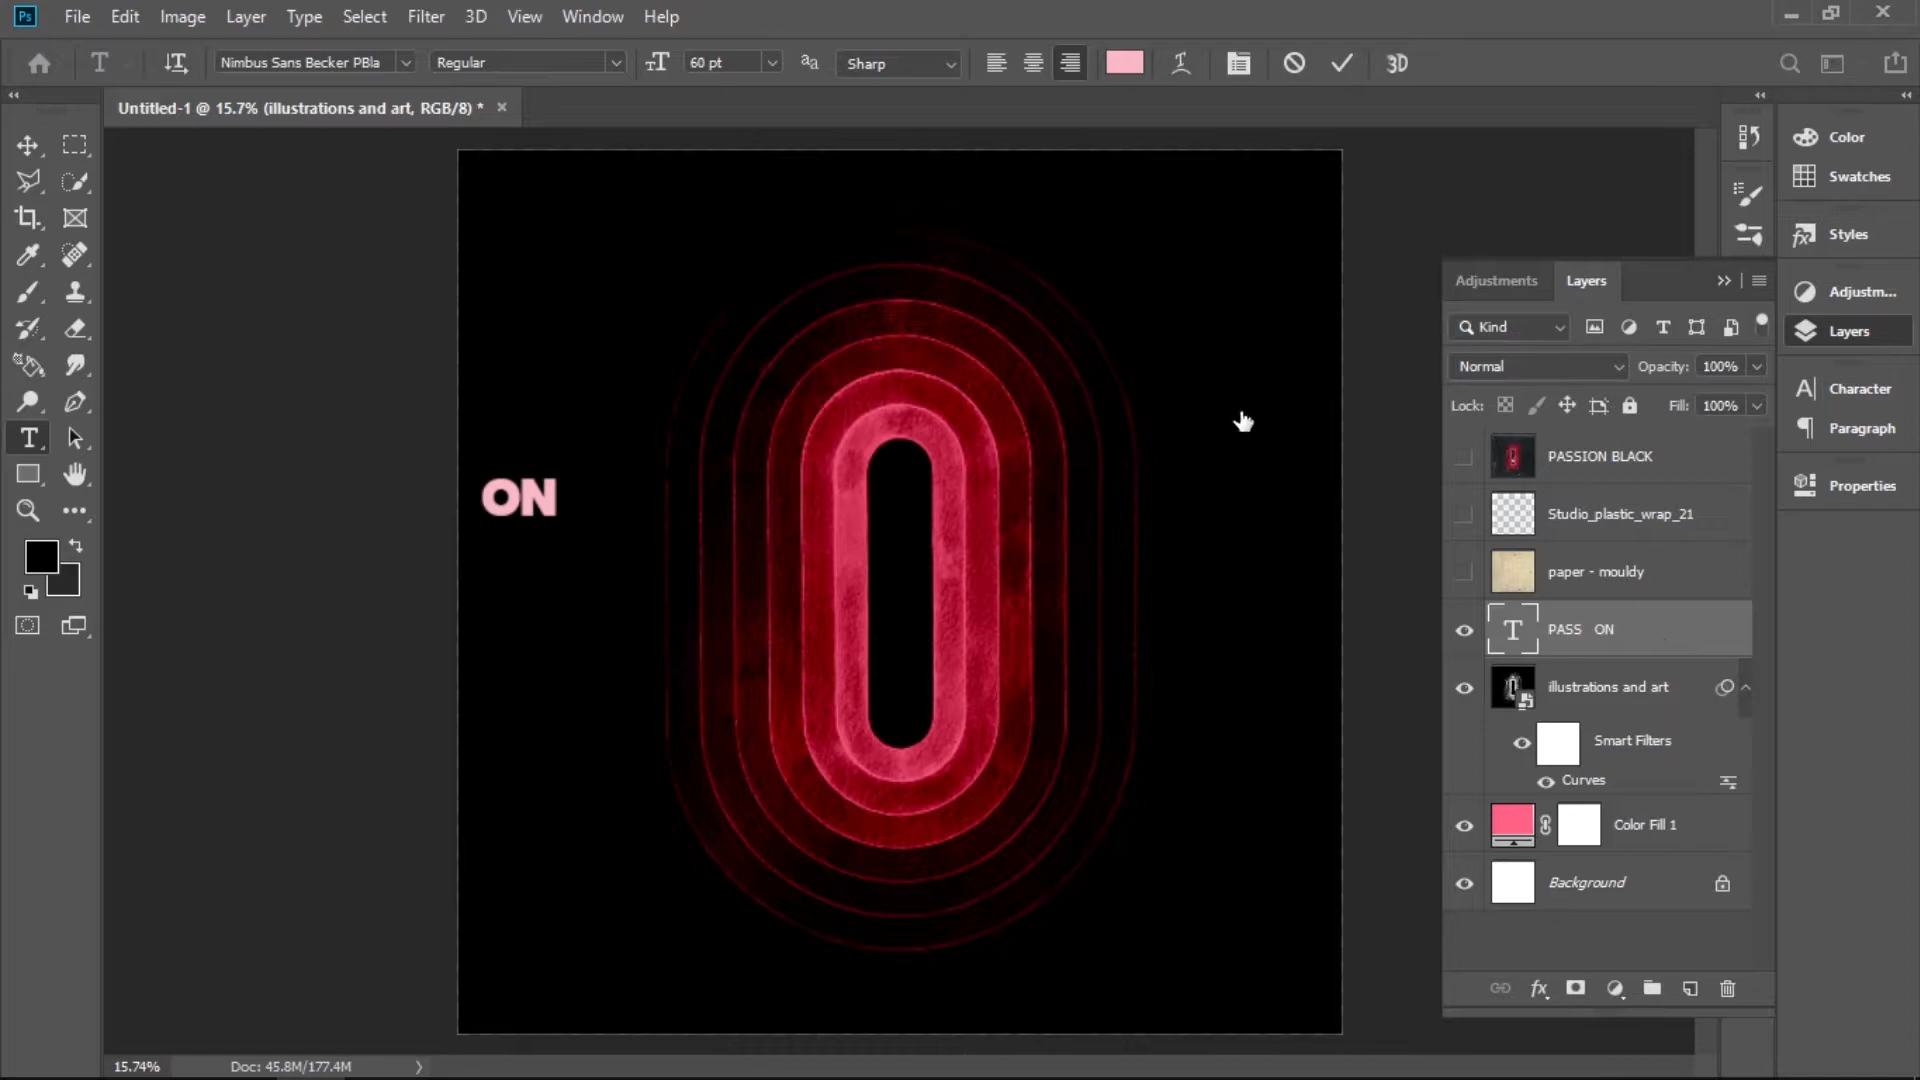 Ps File Edit Image Layer Type Select Filter 3D View Window Help
Nimbus Sans Becker PBla Regular 60 pt Sharp 3D
Untitled-1 @ 15.7% (illustrations and art, RGB/8) *
ON
Color
Swatches
Styles
Adjustm...
Layers
Character
Paragraph
Properties
Adjustments Layers
Kind
Normal Opacity: 100%
Lock: Fill: 100%
PASSION BLACK
Studio_plastic_wrap_21
paper - mouldy
PASS ON
illustrations and art
Smart Filters
Curves
Color Fill 1
Background
15.74% Doc: 45.8M/177.4M